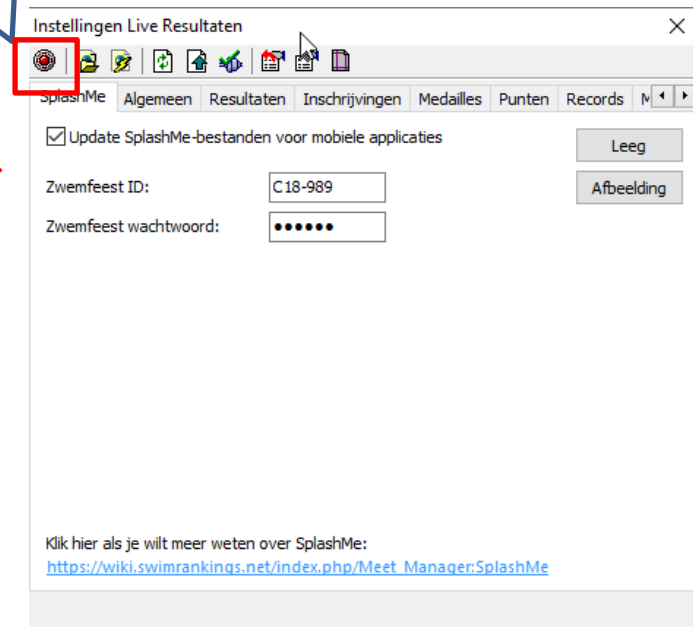 Instellingen Live Resultaten
SplashMe Algemeen Resultaten Inschrijvingen Medailles Punten Records
Update SplashMe-bestanden voor mobiele applicaties
Leeg
Zwemfeest ID: C18-989
Afbeelding
Zwemfeest wachtwoord: ••••••
Klik hier als je wilt meer weten over SplashMe:
https://wiki.swimrankings.net/index.php/Meet_Manager:SplashMe